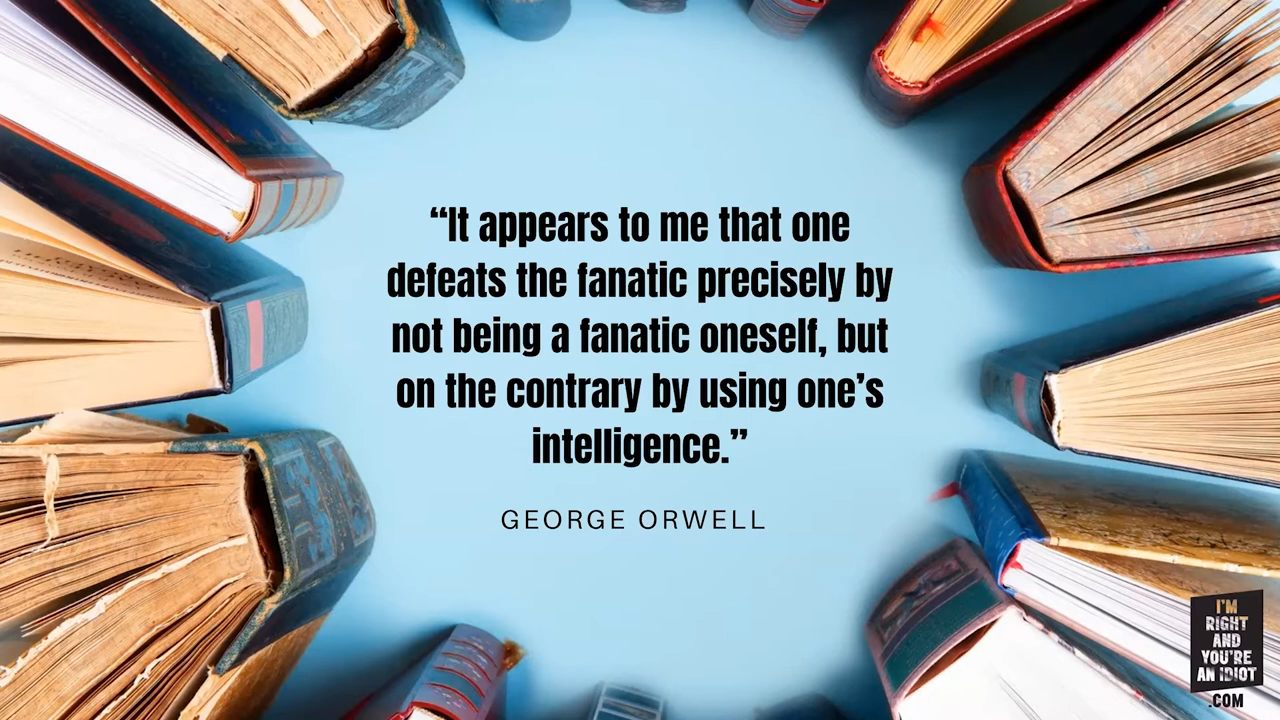 “It appears to me that one
defeats the fanatic precisely by
not being a fanatic oneself, but
on the contrary by using one’s
intelligence.”
GEORGE ORWELL
I'M
RIGHT
AND
YOU'RE
AN IDIOT
.COM